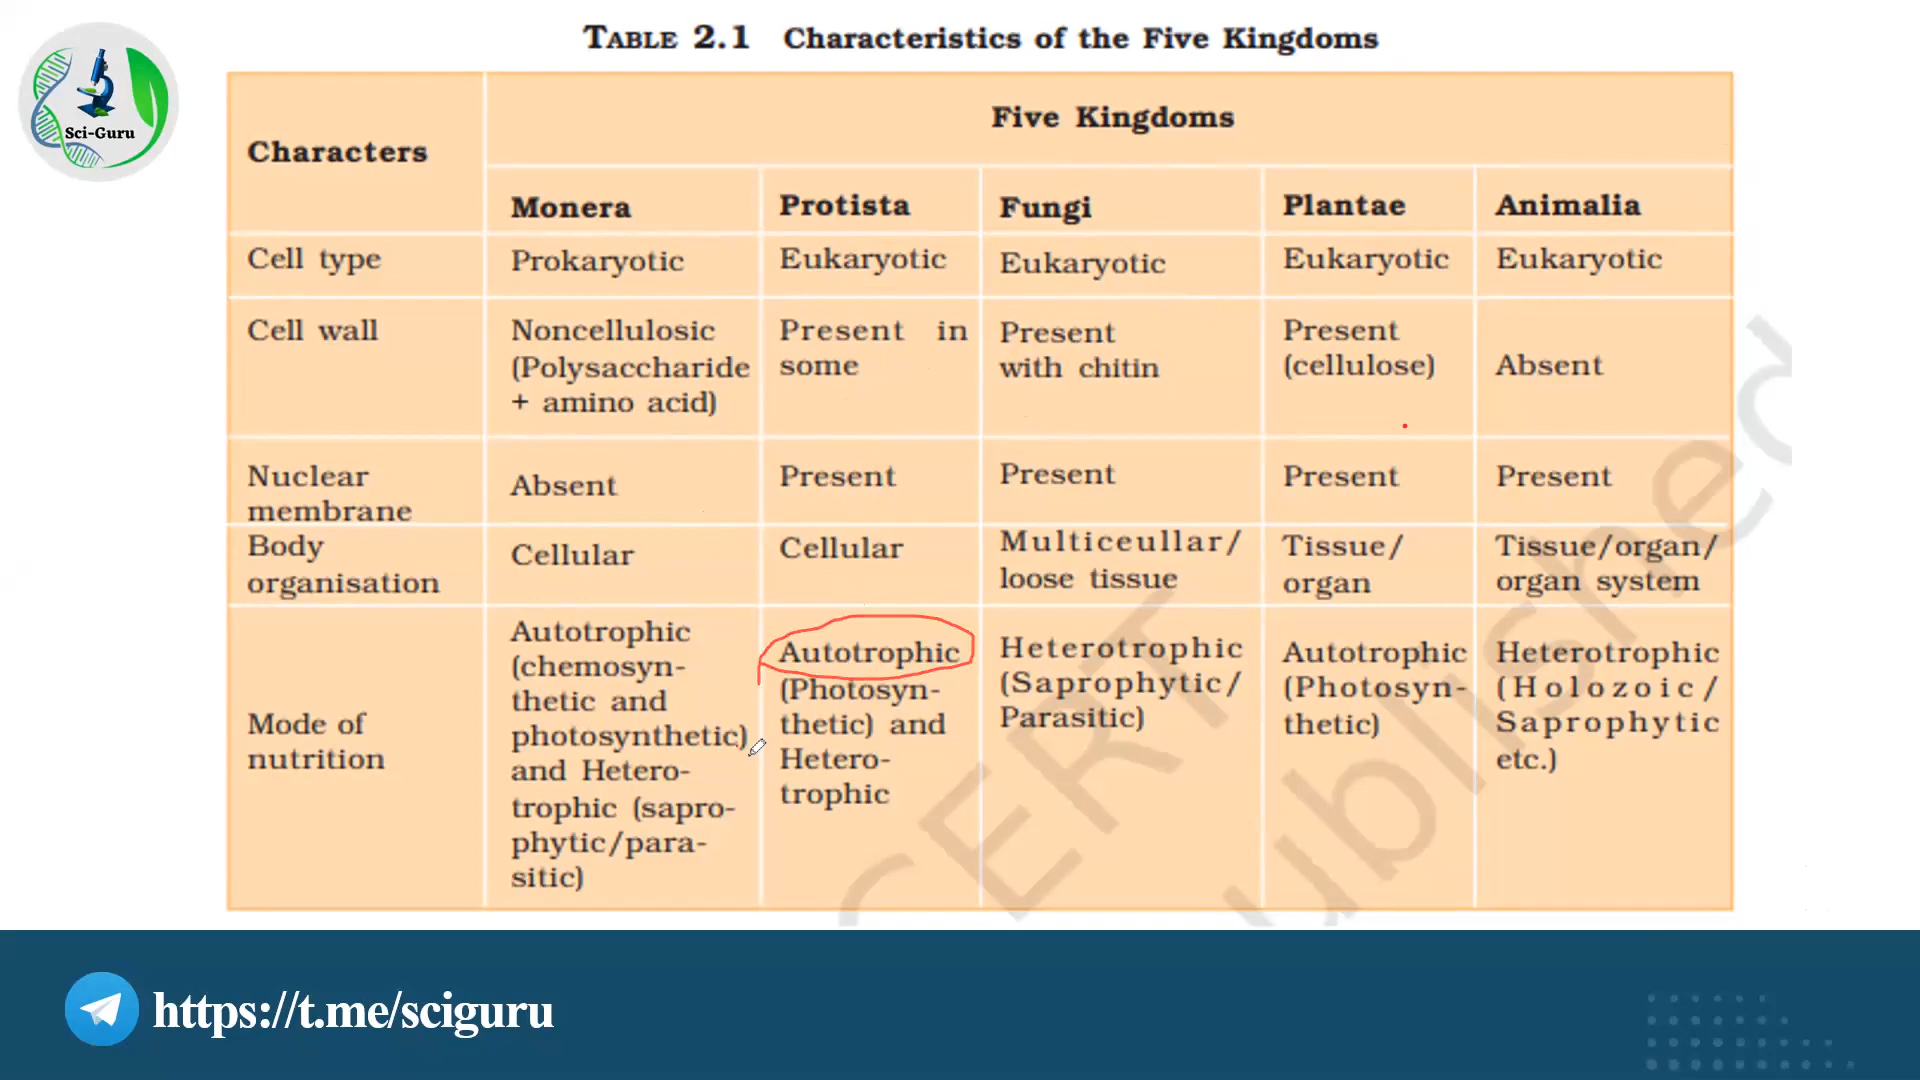 Sci-Guru
TABLE 2.1 Characteristics of the Five Kingdoms
Characters
Five Kingdoms
Monera
Protista
Fungi
Plantae
Animalia
Cell type
Prokaryotic
Eukaryotic
Eukaryotic
Eukaryotic
Eukaryotic
Cell wall
Noncellulosic
(Polysaccharide
+ amino acid)
Present in
some
Present
with chitin
Present
(cellulose)
Absent
Nuclear
membrane
Absent
Present
Present
Present
Present
Body
organisation
Cellular
Cellular
Multiceullar/
loose tissue
Tissue/
organ
Tissue/organ/
organ system
Mode of
nutrition
Autotrophic
(chemosyn-
thetic and
photosynthetic)
and Hetero-
trophic (sapro-
phytic/para-
sitic)
Autotrophic
(Photosyn-
thetic) and
Hetero-
trophic
Heterotrophic
(Saprophytic/
Parasitic)
Autotrophic
(Photosyn-
thetic)
Heterotrophic
(Holozoic/
Saprophytic
etc.)
CERT
ublished
https://t.me/sciguru